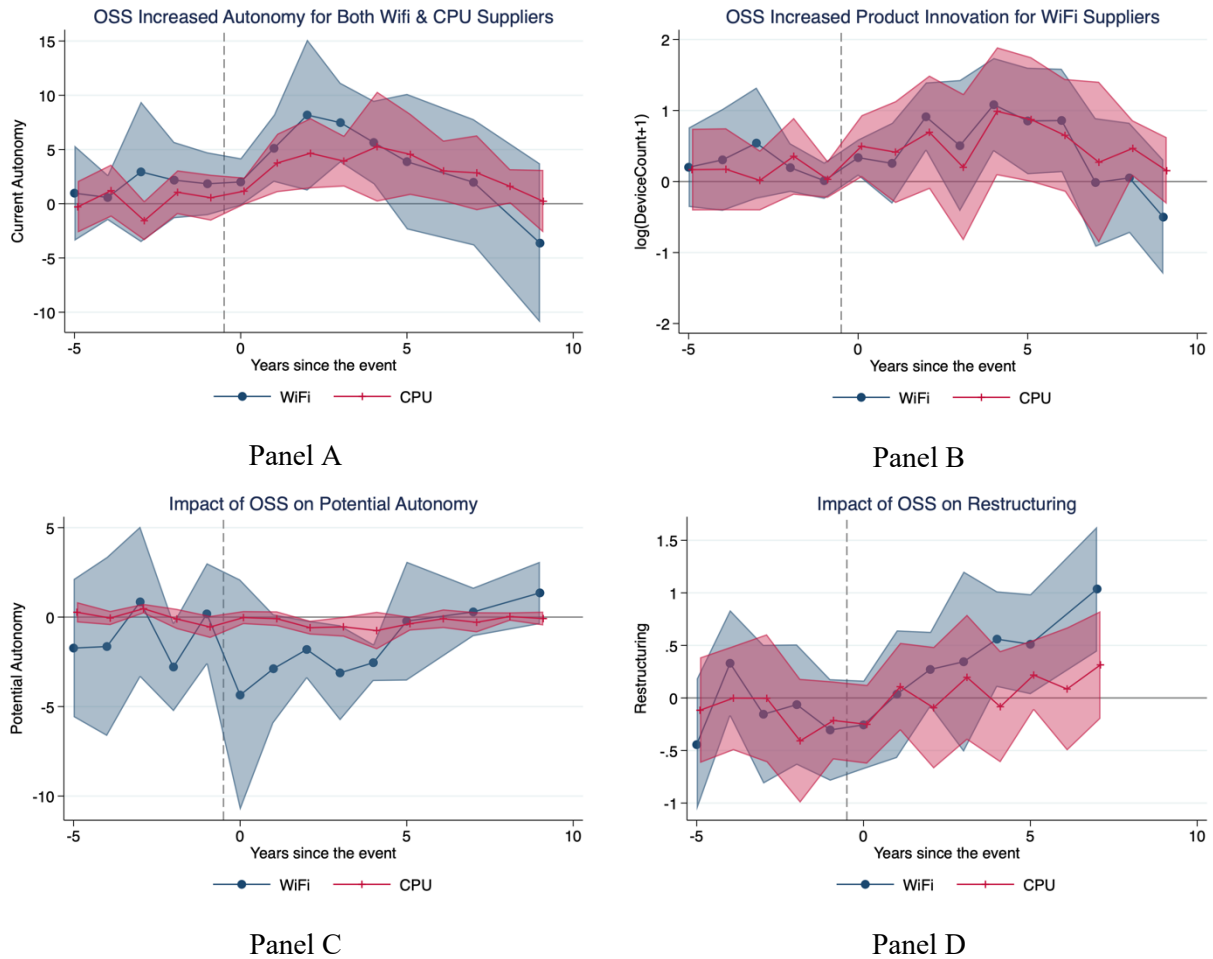 OSS Increased Autonomy for Both Wifi & CPU Suppliers
15
10
5
0
-5
-10
Current Autonomy
-5 0 5 10
Years since the event
WiFi CPU
Panel A
OSS Increased Product Innovation for WiFi Suppliers
2
1
0
-1
-2
log(DeviceCount+1)
-5 0 5 10
Years since the event
WiFi CPU
Panel B
Impact of OSS on Potential Autonomy
5
0
-5
-10
Potential Autonomy
-5 0 5 10
Years since the event
WiFi CPU
Panel C
Impact of OSS on Restructuring
1.5
1
.5
0
-.5
-1
Restructuring
-5 0 5 10
Years since the event
WiFi CPU
Panel D